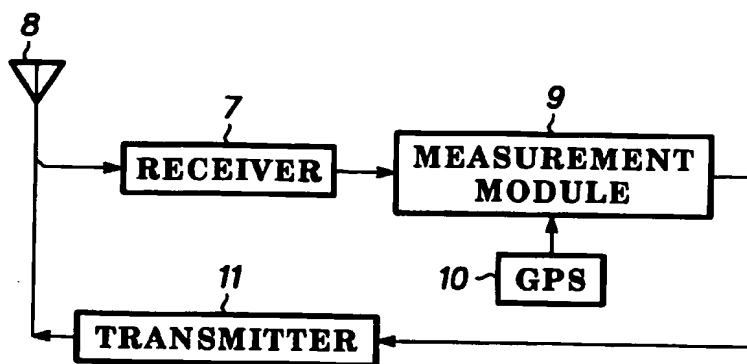 8
7
9
RECEIVER
MEASUREMENT
MODULE
10
GPS
11
TRANSMITTER